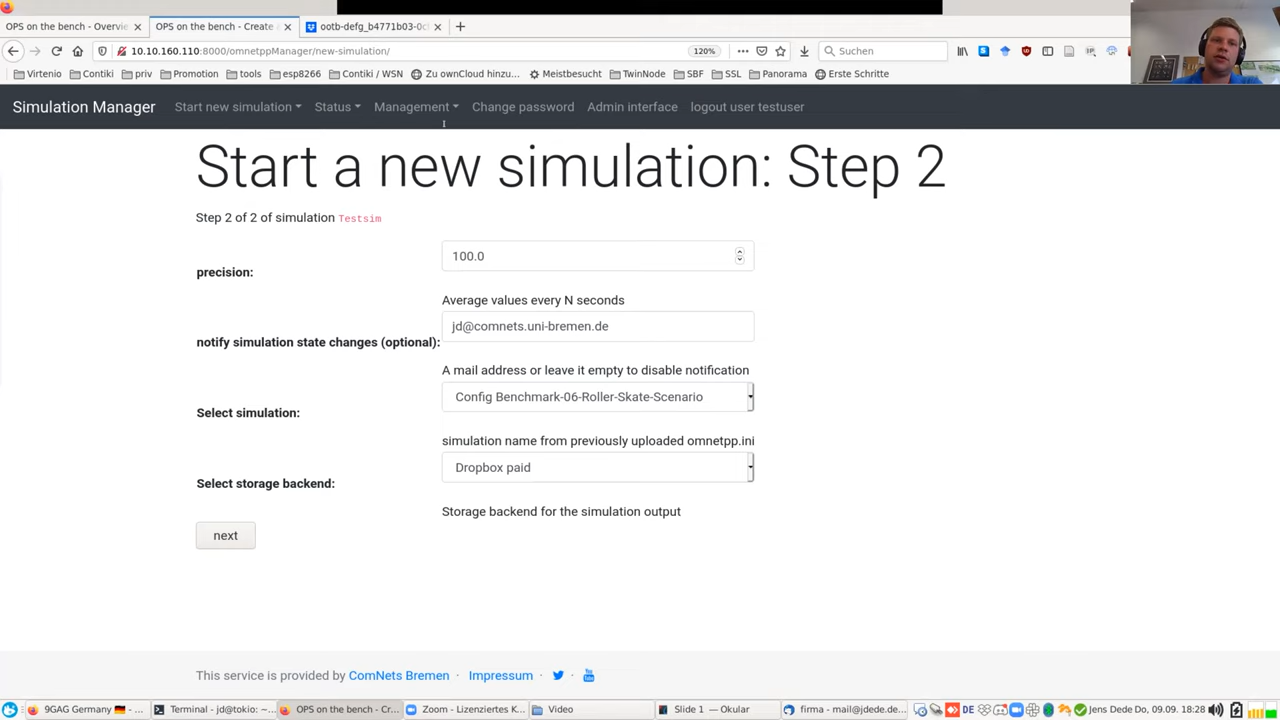 OPS on the bench - Overvie
OPS on the bench - Create
ootb-defg_b4771b03-0c
10.10.160.110:8000/omnetppManager/new-simulation/
120%
Suchen
Virtenio
Contiki
priv
Promotion
tools
esp8266
Contiki / WSN
Zu ownCloud hinzu...
Meistbesucht
TwinNode
SBF
SSL
Panorama
Erste Schritte
Simulation Manager
Start new simulation
Status
Management
Change password
Admin interface
logout user testuser
Start a new simulation: Step 2
Step 2 of 2 of simulation Testsim
precision:
100.0
Average values every N seconds
notify simulation state changes (optional):
jd@comnets.uni-bremen.de
A mail address or leave it empty to disable notification
Select simulation:
Config Benchmark-06-Roller-Skate-Scenario
simulation name from previously uploaded omnetpp.ini
Select storage backend:
Dropbox paid
Storage backend for the simulation output
next
This service is provided by ComNets Bremen · Impressum · ·
9GAG Germany - ...
Terminal - jd@tokio: ~...
OPS on the bench - Cr...
Zoom - Lizenziertes K...
Video
Slide 1 — Okular
firma - mail@jdede.de...
DE
Jens Dede
Do, 09.09. 18:28